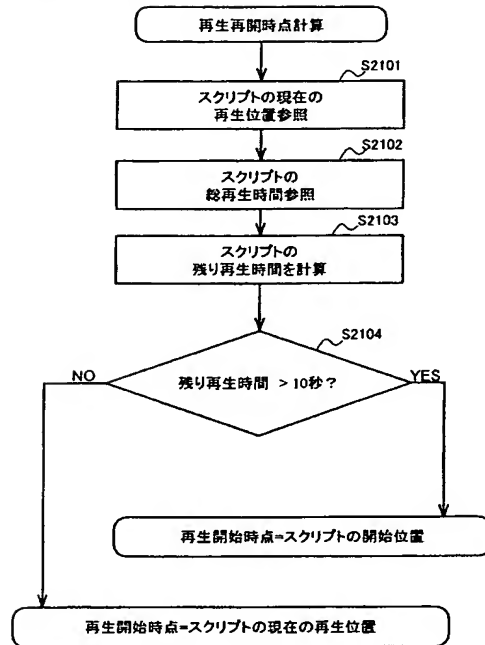 再生再開時点計算
S2101
スクリプトの現在の
再生位置参照
S2102
スクリプトの
総再生時間参照
S2103
スクリプトの
残り再生時間を計算
S2104
残り再生時間 > 10秒?
NO
YES
再生開始時点=スクリプトの開始位置
再生開始時点=スクリプトの現在の再生位置